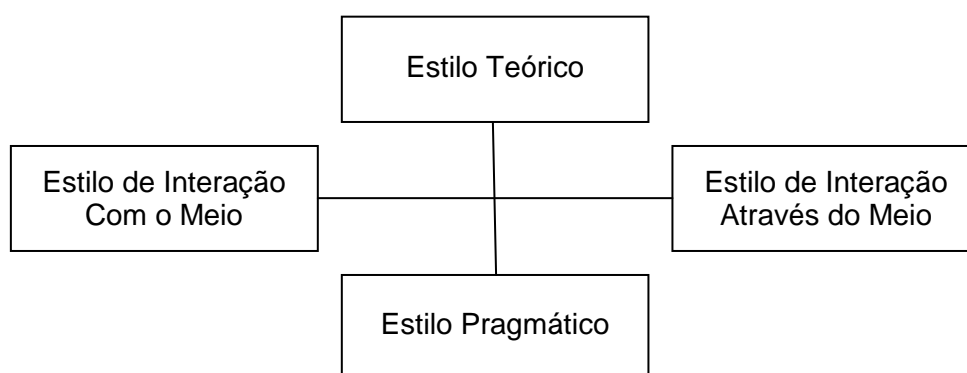 Estilo Teórico
Estilo de Interação
Com o Meio
Estilo de Interação
Através do Meio
Estilo Pragmático